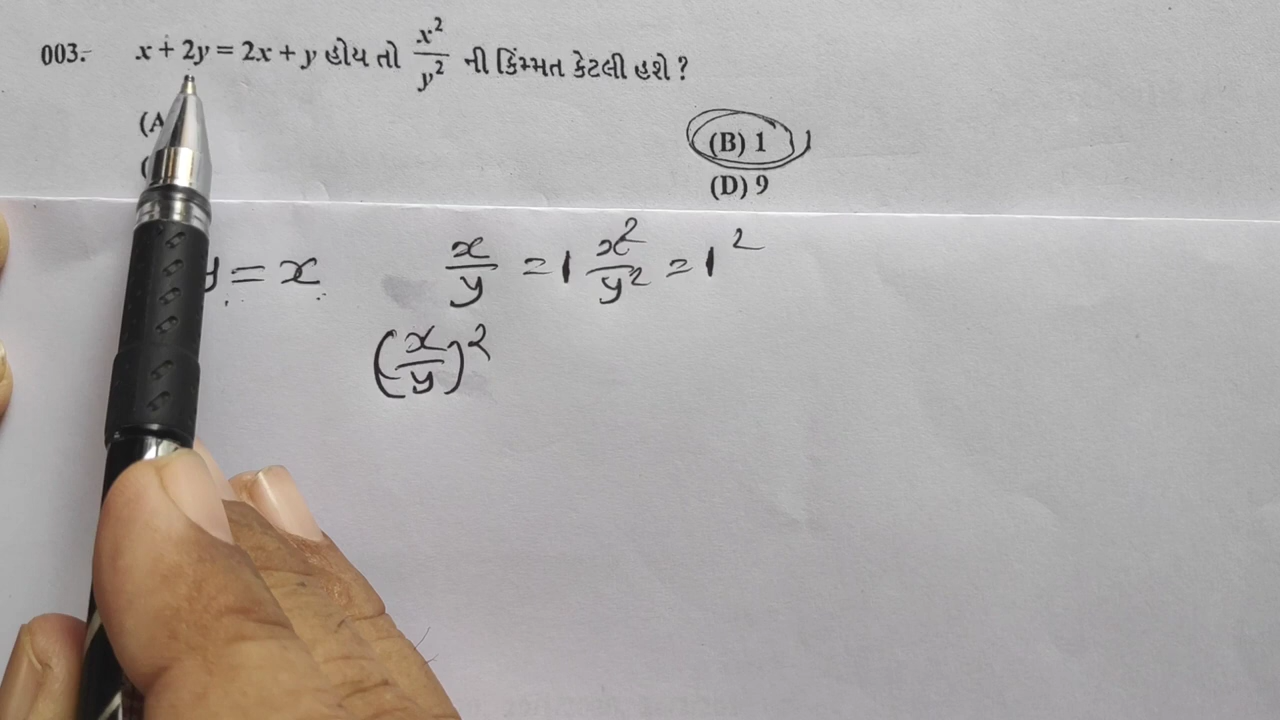 003.- x + 2y = 2x + y હોય તો x²/y² ની કિંમત કેટલી હશે ?
(A (B) 1
( (D) 9
y = x x/y = 1 x²/y² = 1²
(x/y)²